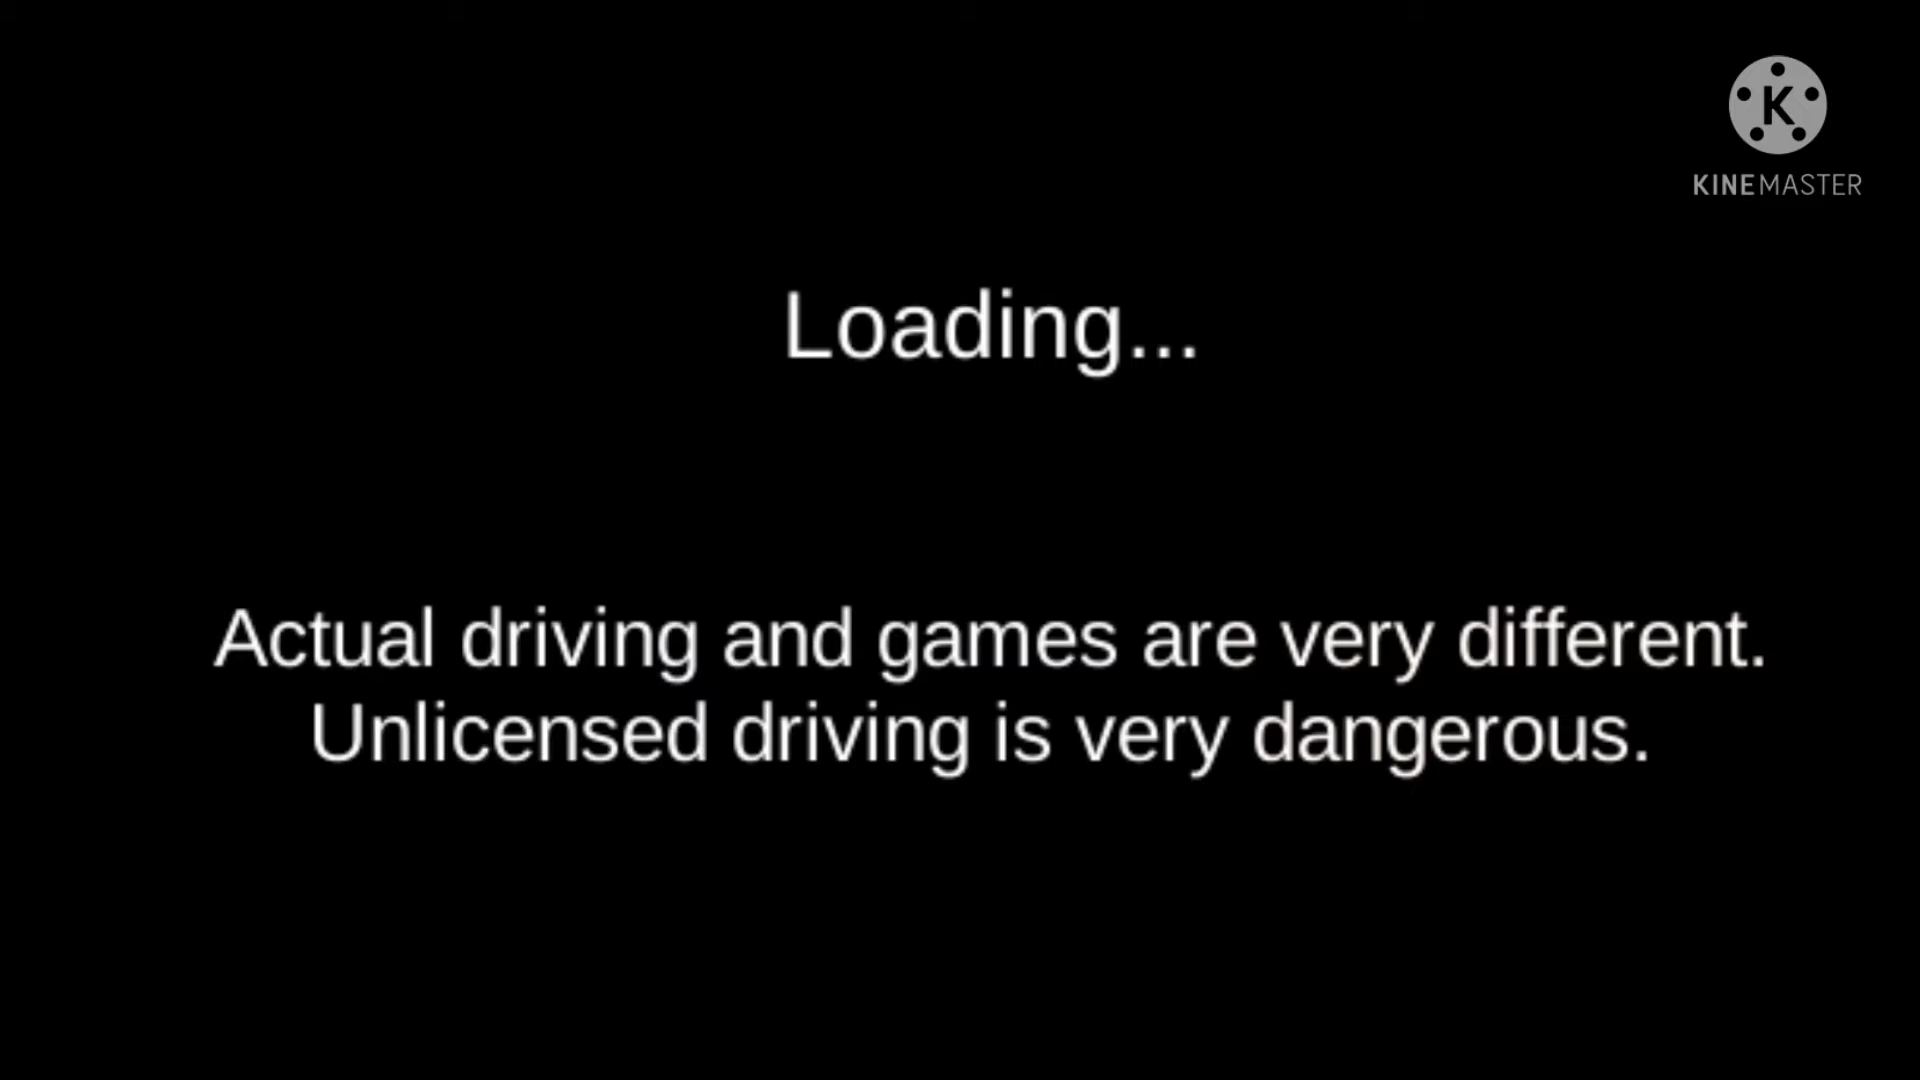 K
KINEMASTER
Loading...
Actual driving and games are very different.
Unlicensed driving is very dangerous.